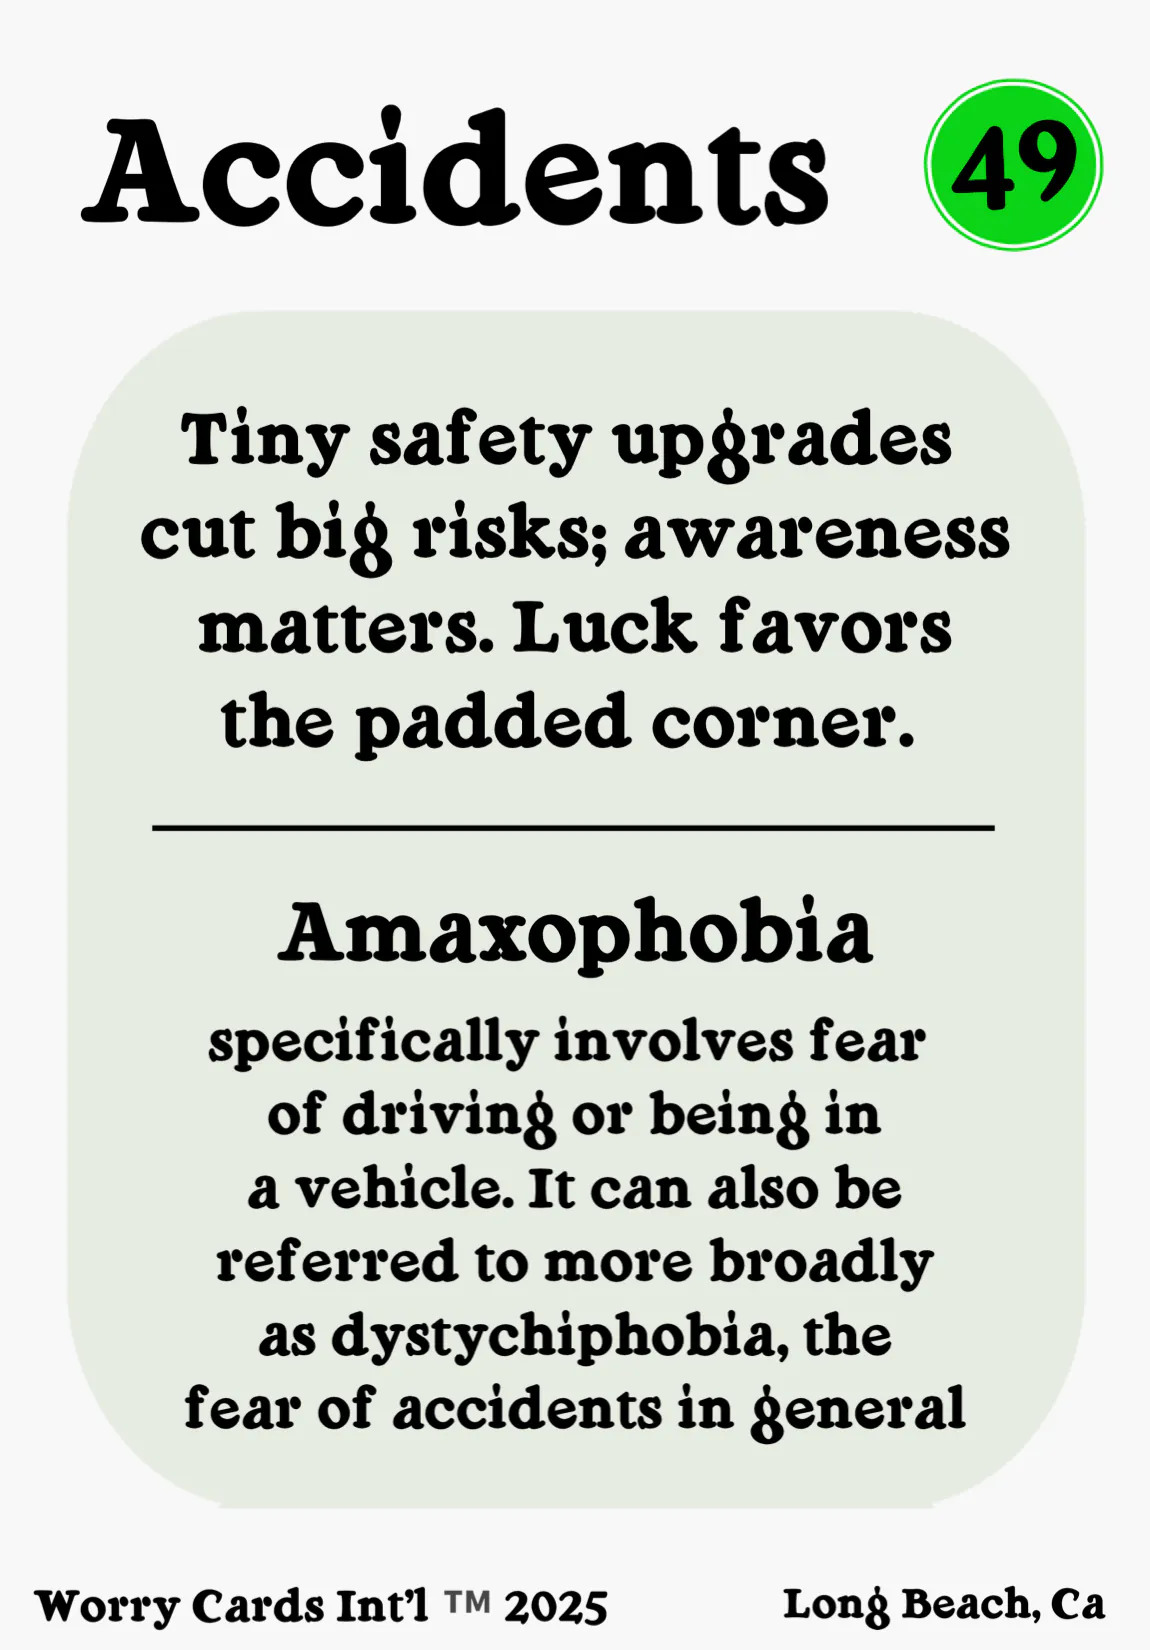 Accidents
49
Tiny safety upgrades
cut big risks; awareness
matters. Luck favors
the padded corner.
Amaxophobia
specifically involves fear
of driving or being in
a vehicle. It can also be
referred to more broadly
as dystychiphobia, the
fear of accidents in general
Worry Cards Int'l ™ 2025
Long Beach, Ca